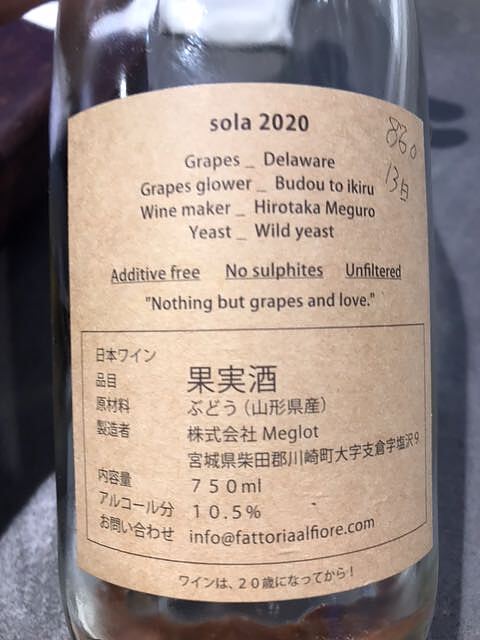 sola 2020
Grapes _ Delaware
Grapes glower _ Budou to ikiru
Wine maker _ Hirotaka Meguro
Yeast _ Wild yeast
Additive free No sulphites Unfiltered
"Nothing but grapes and love."
860
13日
日本ワイン
品目 果実酒
原材料 ぶどう（山形県産）
製造者 株式会社 Meglot
宮城県柴田郡川崎町大字支倉字塩沢9
内容量 750ml
アルコール分 10.5%
お問い合わせ info@fattoriaalfiore.com
ワインは、20歳になってから！